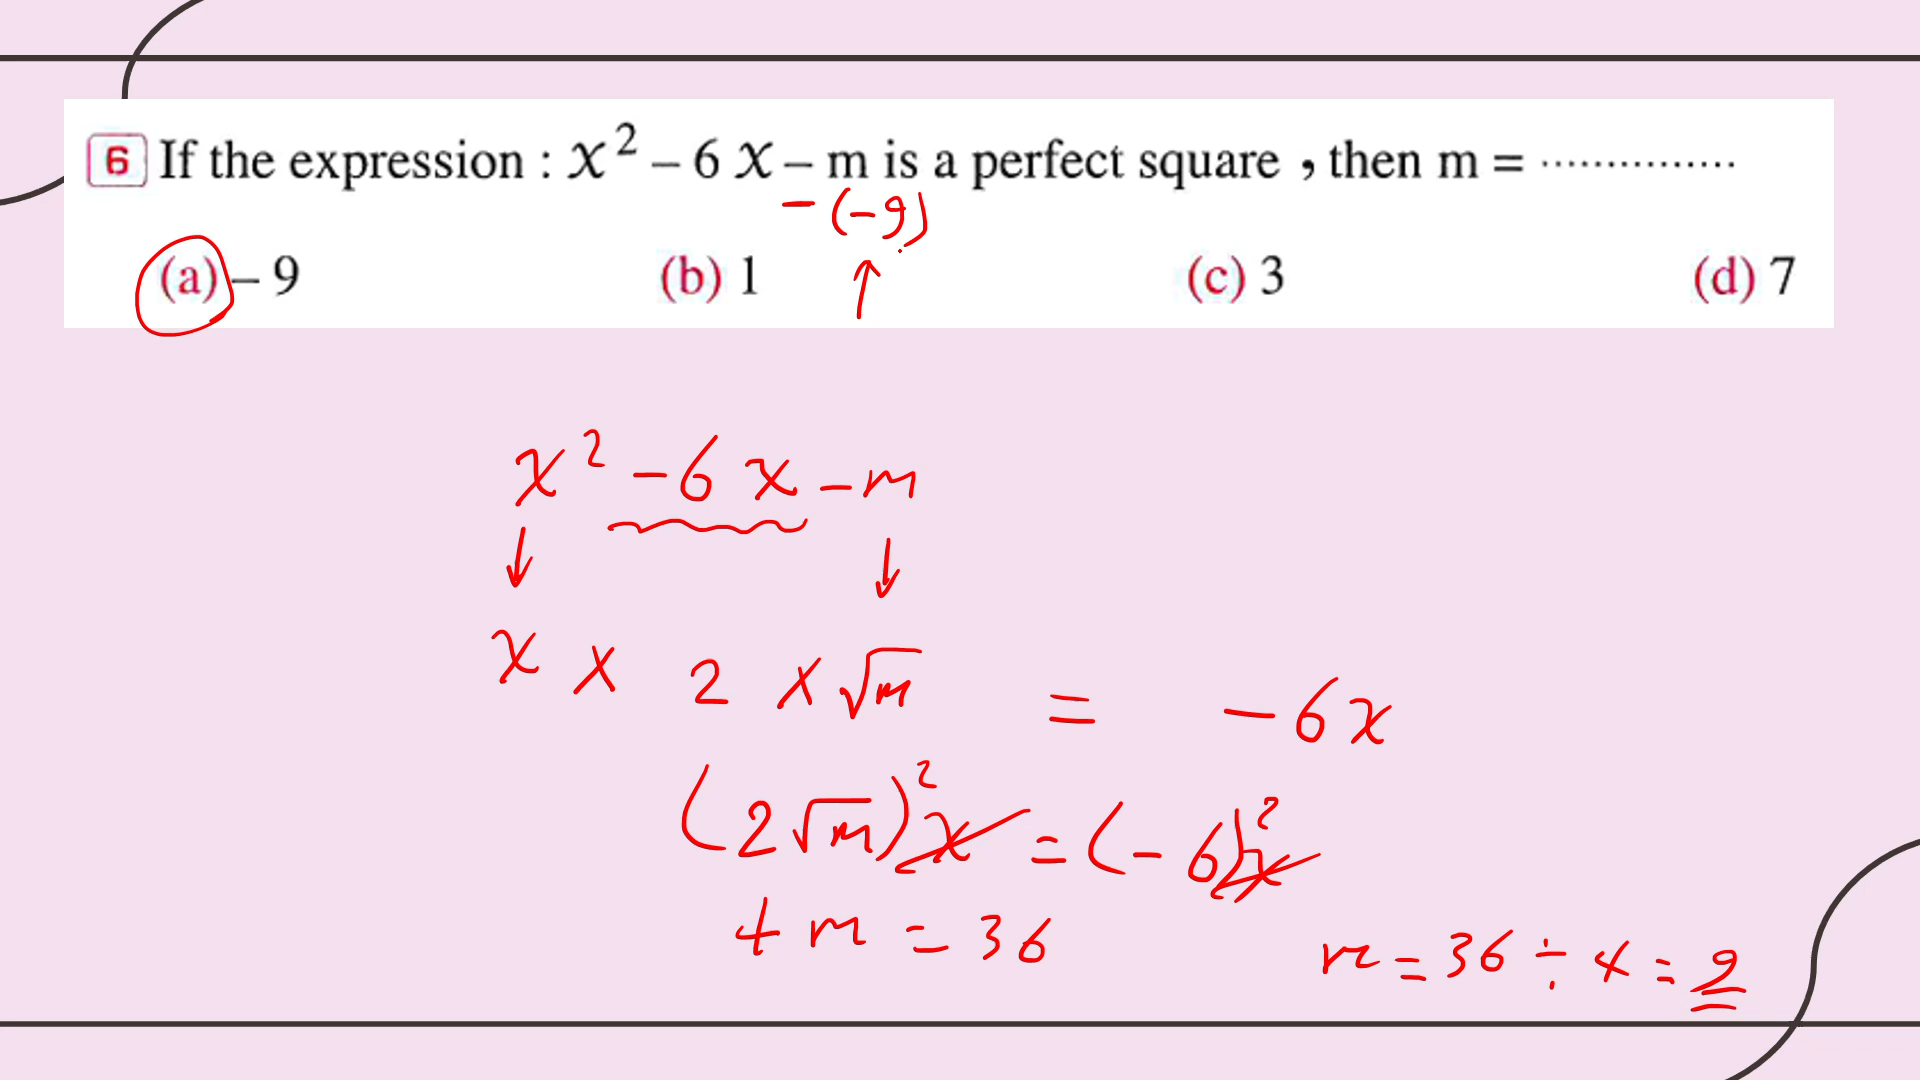 6 If the expression : x² – 6 x – m is a perfect square , then m = ...............
– (–9)
(a) – 9 (b) 1 (c) 3 (d) 7
x² – 6 x – m
x × 2 × √m = – 6x
(2√m)² x = (– 6)² x
4 m = 36
m = 36 ÷ 4 = 9